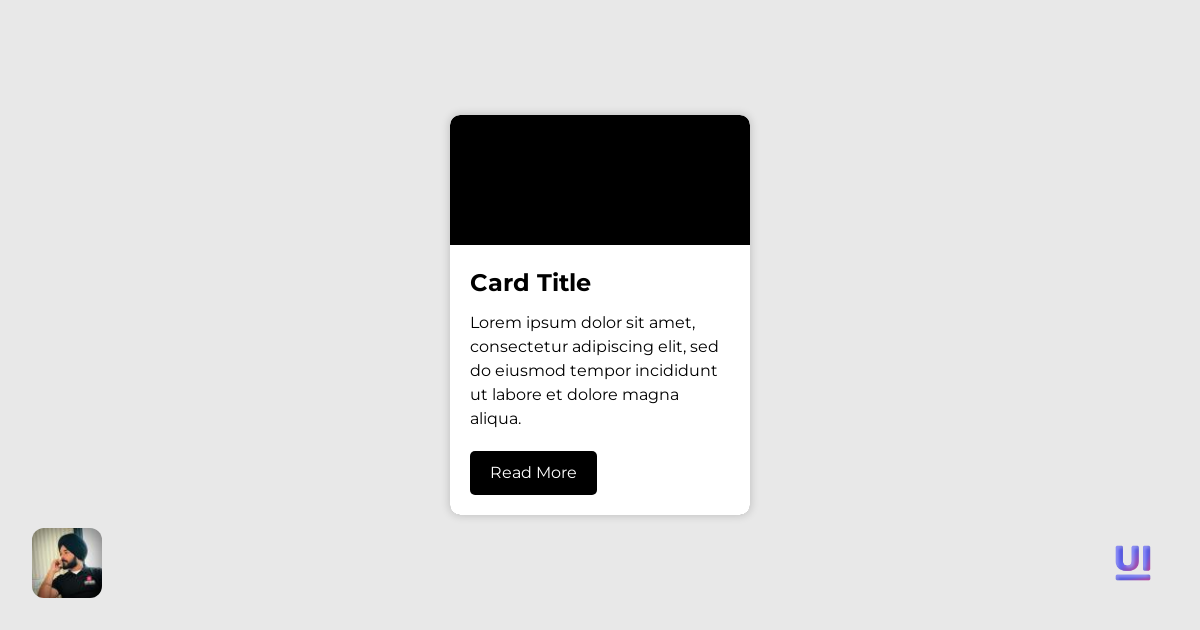 Card Title
Lorem ipsum dolor sit amet,
consectetur adipiscing elit, sed
do eiusmod tempor incididunt
ut labore et dolore magna
aliqua.
Read More
UI